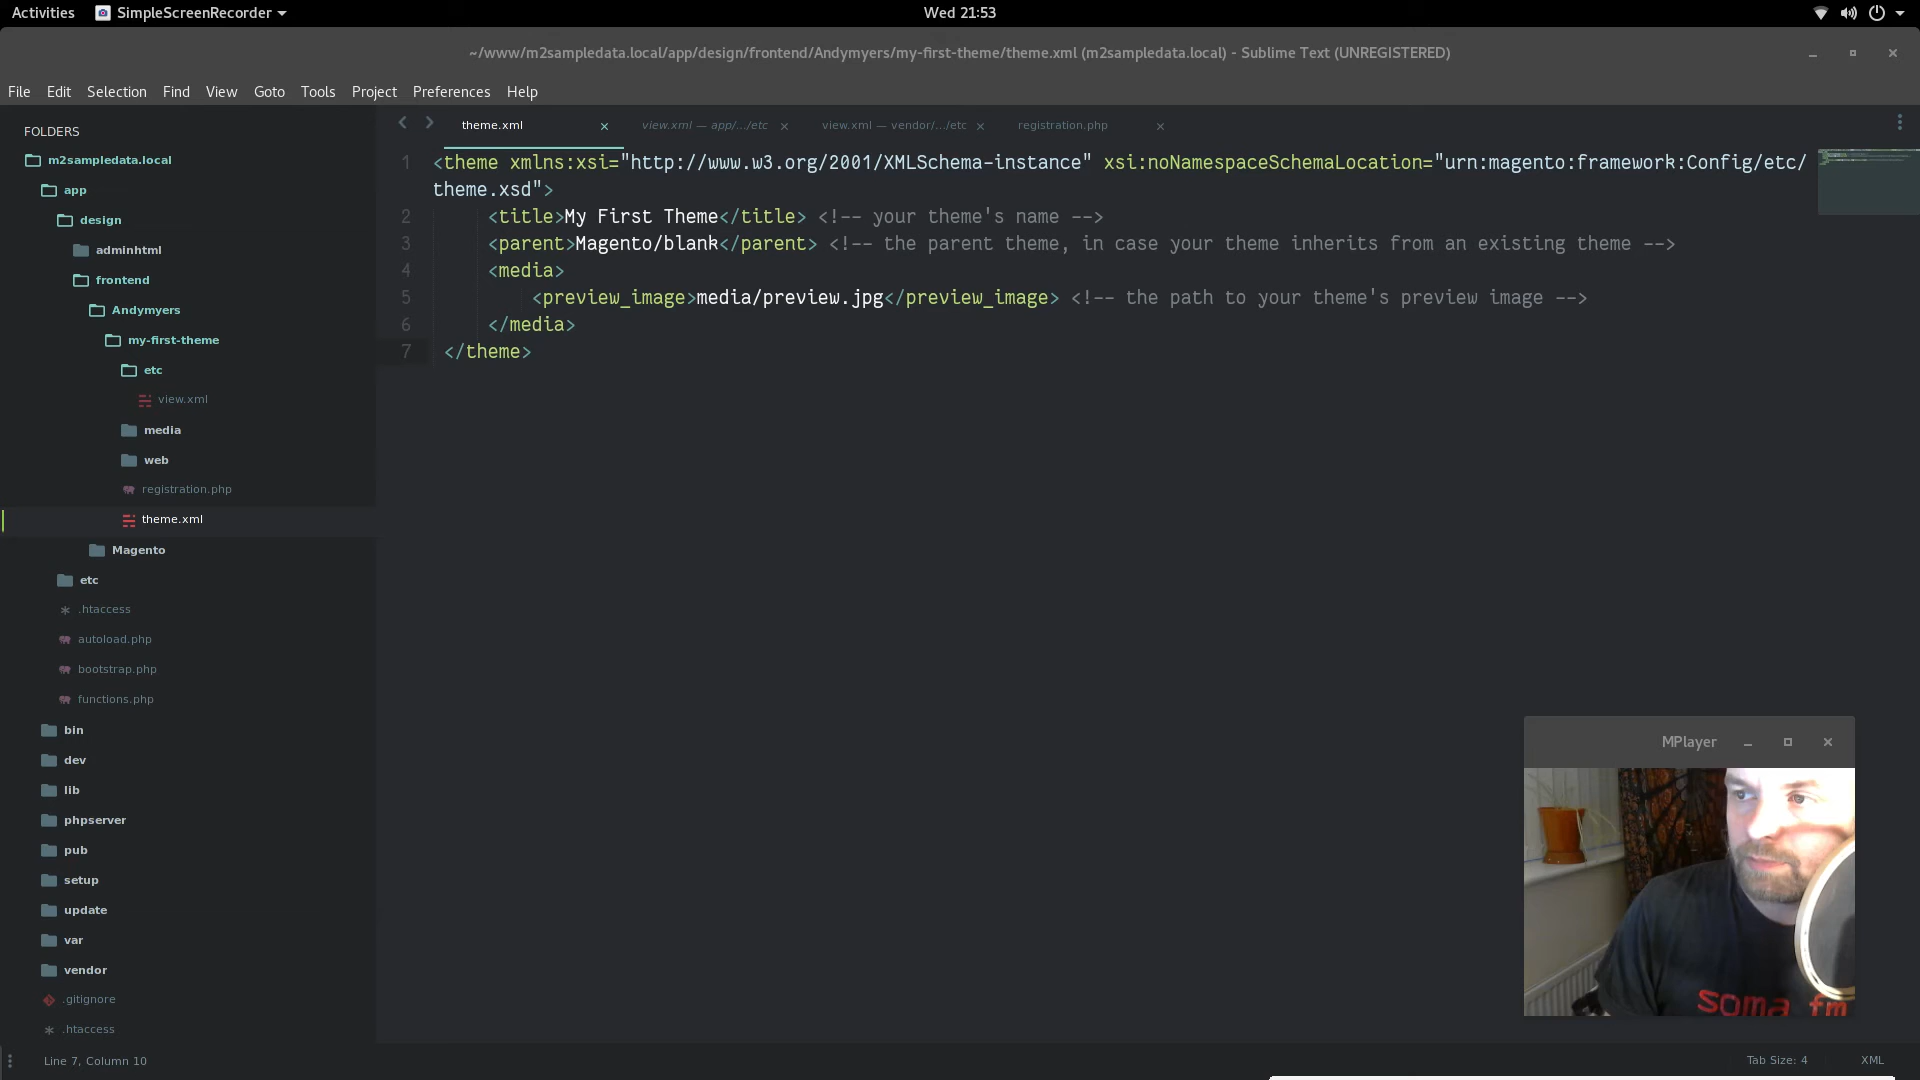 Activities SimpleScreenRecorder Wed 21:53
~/www/m2sampledata.local/app/design/frontend/Andymyers/my-first-theme/theme.xml (m2sampledata.local) - Sublime Text (UNREGISTERED)
File Edit Selection Find View Goto Tools Project Preferences Help
FOLDERS
m2sampledata.local
app
design
adminhtml
frontend
Andymyers
my-first-theme
etc
view.xml
media
web
registration.php
theme.xml
Magento
etc
.htaccess
autoload.php
bootstrap.php
functions.php
bin
dev
lib
phpserver
pub
setup
update
var
vendor
.gitignore
.htaccess
theme.xml view.xml — app/.../etc view.xml — vendor/.../etc registration.php
1 <theme xmlns:xsi="http://www.w3.org/2001/XMLSchema-instance" xsi:noNamespaceSchemaLocation="urn:magento:framework:Config/etc/
theme.xsd">
2 <title>My First Theme</title> <!-- your theme's name -->
3 <parent>Magento/blank</parent> <!-- the parent theme, in case your theme inherits from an existing theme -->
4 <media>
5 <preview_image>media/preview.jpg</preview_image> <!-- the path to your theme's preview image -->
6 </media>
7 </theme>
MPlayer
soma fm
Line 7, Column 10 Tab Size: 4 XML